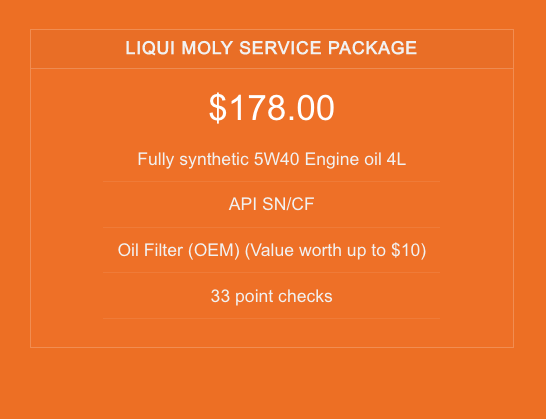 LIQUI MOLY SERVICE PACKAGE
$178.00
Fully synthetic 5W40 Engine oil 4L
API SN/CF
Oil Filter (OEM) (Value worth up to $10)
33 point checks